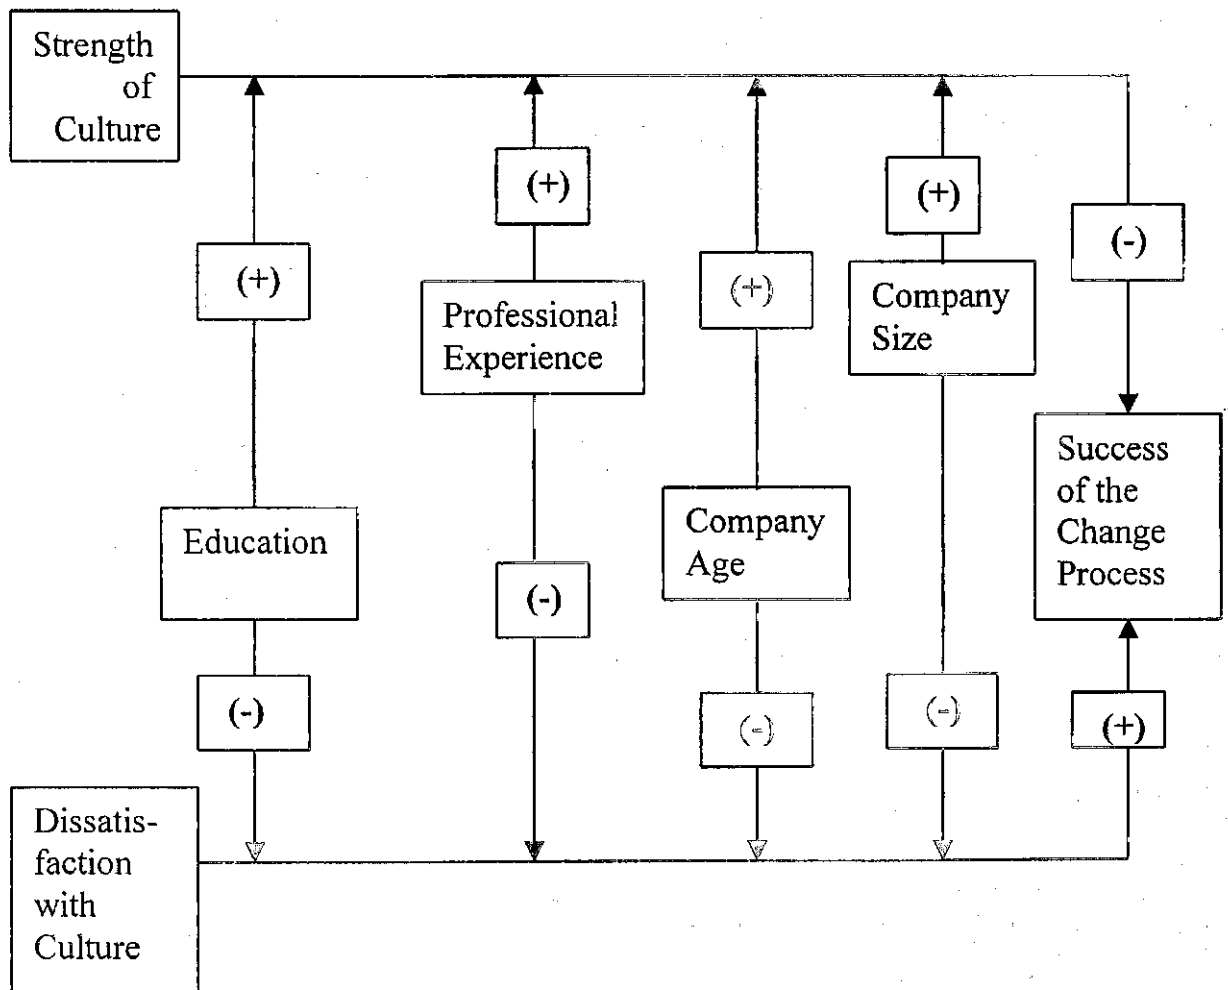 Strength
of
Culture
(+)
(+)
(+)
(+)
(-)
Professional
Experience
Company
Size
Education
Company
Age
Success
of the
Change
Process
(-)
(-)
(-)
(-)
(+)
Dissatis-
faction
with
Culture